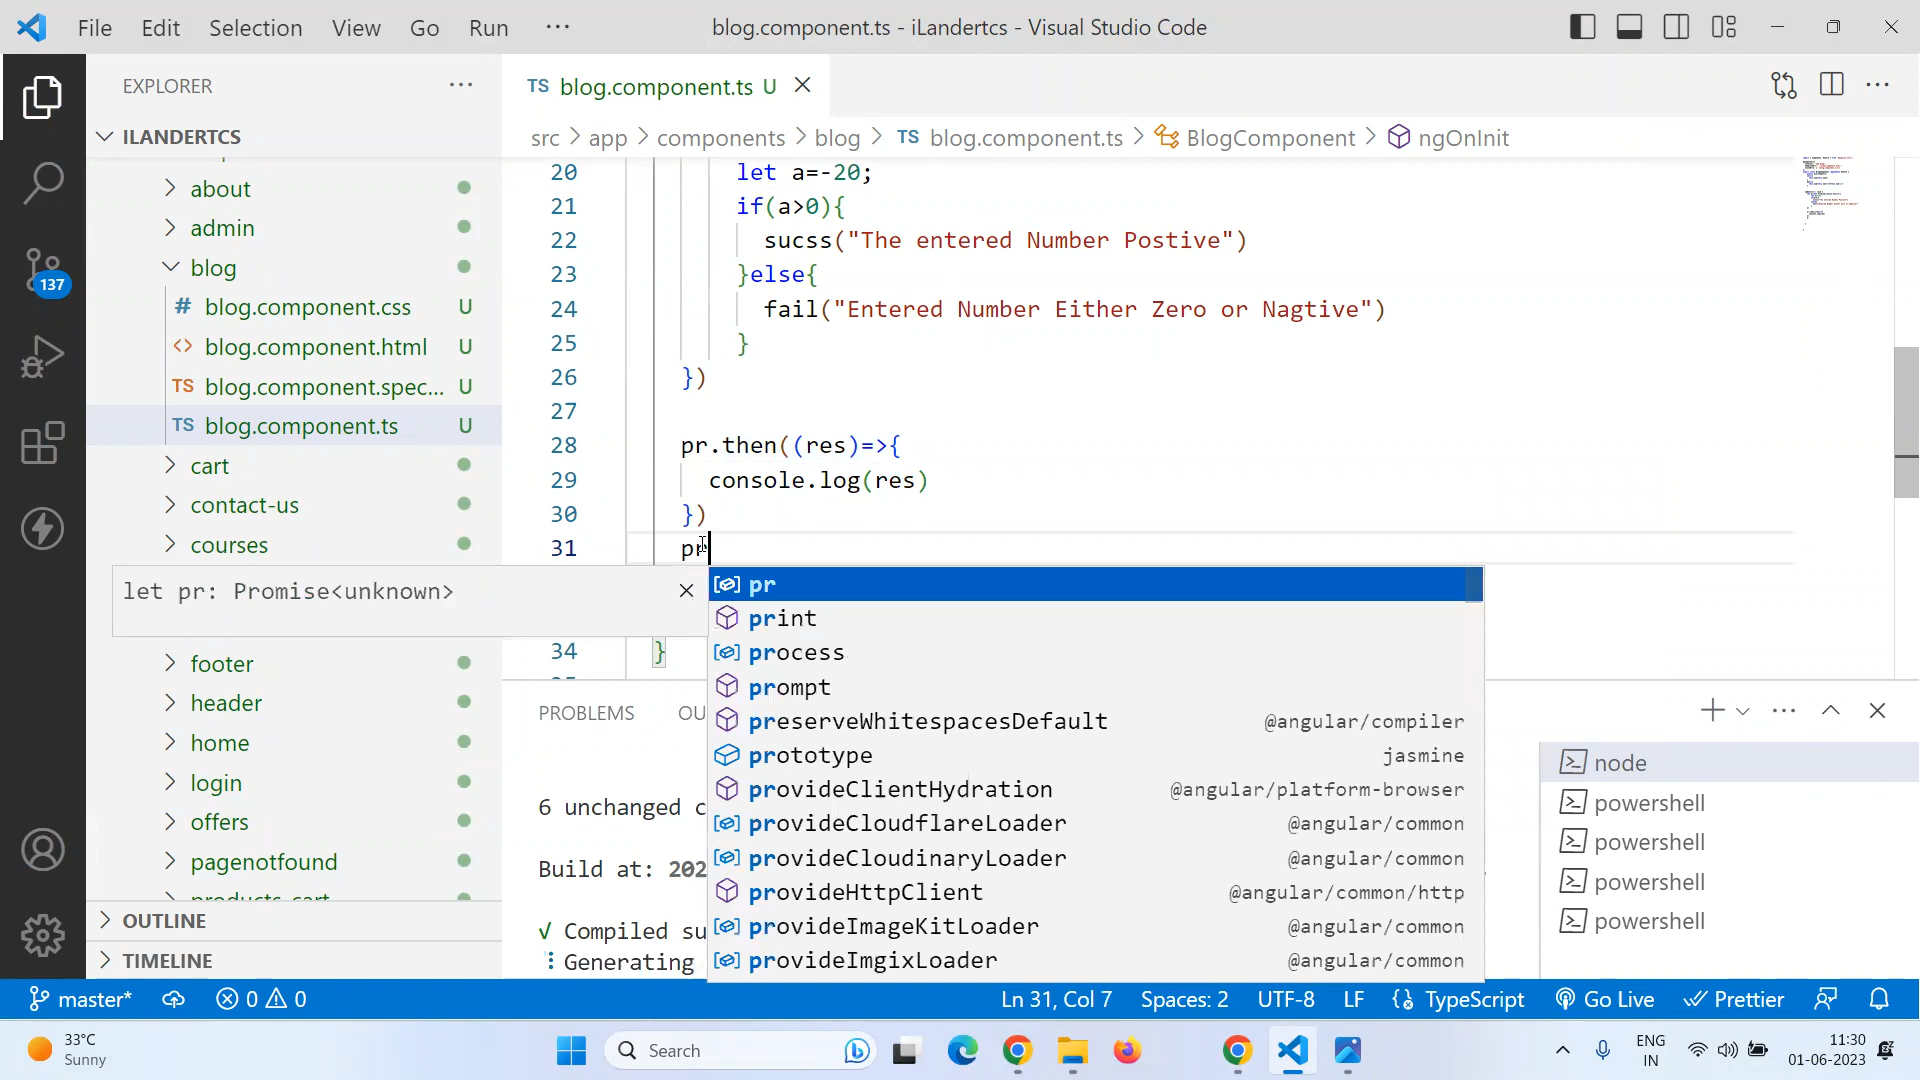 File Edit Selection View Go Run ···
blog.component.ts - iLandertcs - Visual Studio Code
EXPLORER
ILANDERTCS
about
admin
blog
# blog.component.css U
<> blog.component.html U
TS blog.component.spec... U
TS blog.component.ts U
cart
contact-us
courses
footer
header
home
login
offers
pagenotfound
products-cart
OUTLINE
TIMELINE
137
TS blog.component.ts U
src > app > components > blog > TS blog.component.ts > BlogComponent > ngOnInit
20 let a=-20;
21 if(a>0){
22 sucss("The entered Number Postive")
23 }else{
24 fail("Entered Number Either Zero or Nagtive")
25 }
26 })
27
28 pr.then((res)=>{
29 console.log(res)
30 })
31 pr
34 }
let pr: Promise<unknown>
pr
print
process
prompt
preserveWhitespacesDefault @angular/compiler
prototype jasmine
provideClientHydration @angular/platform-browser
provideCloudflareLoader @angular/common
provideCloudinaryLoader @angular/common
provideHttpClient @angular/common/http
provideImageKitLoader @angular/common
provideImgixLoader @angular/common
PROBLEMS OU
6 unchanged c
Build at: 202
√ Compiled su
Generating
node
powershell
powershell
powershell
powershell
master* 0 0 Ln 31, Col 7 Spaces: 2 UTF-8 LF TypeScript Go Live Prettier
33°C
Sunny
Search
ENG
IN
11:30
01-06-2023